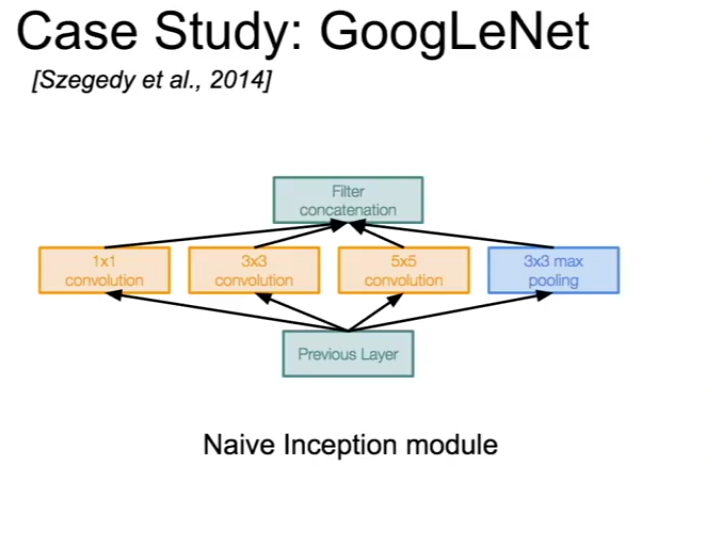 Case Study: GoogLeNet
[Szegedy et al., 2014]
Filter
concatenation
1x1
convolution
3x3
convolution
5x5
convolution
3x3 max
pooling
Previous Layer
Naive Inception module